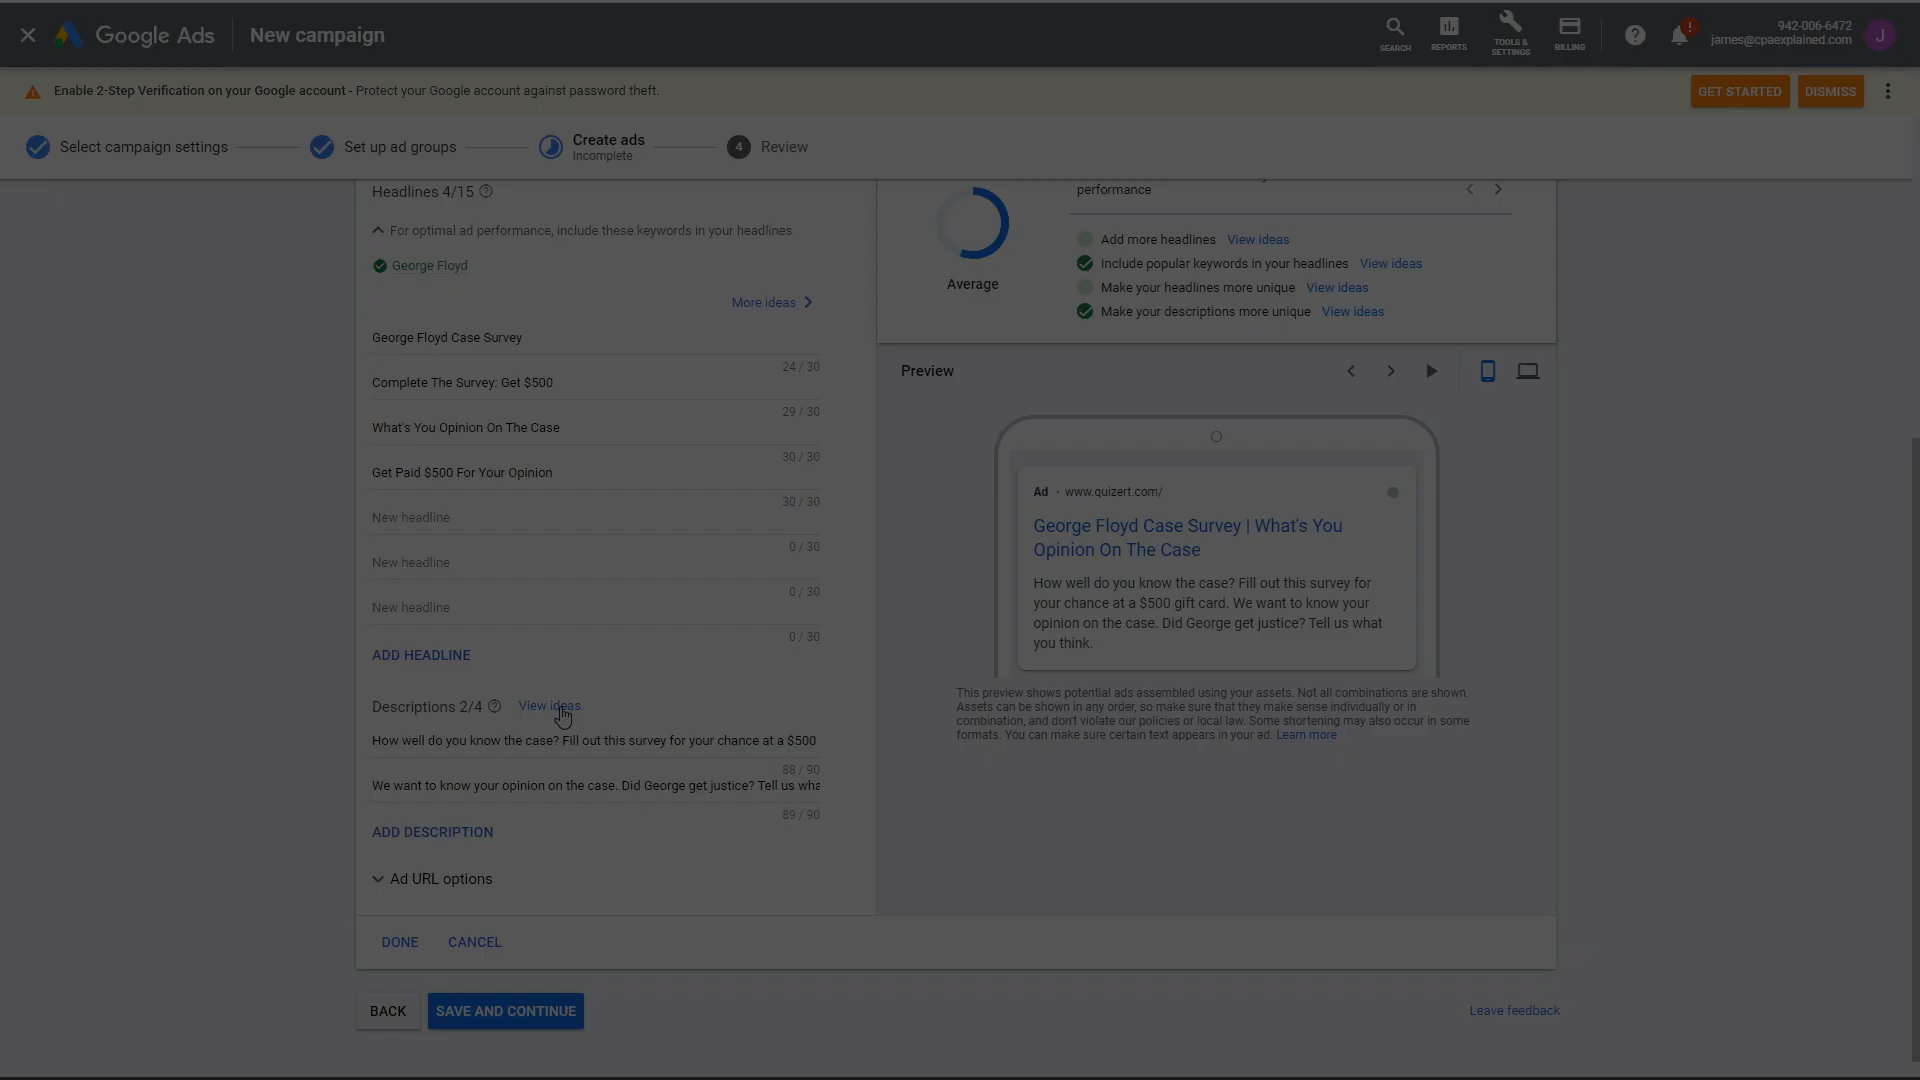 Google Ads
New campaign
SEARCH
REPORTS
TOOLS &
SETTINGS
BILLING
?
!
942-006-6472
james@cpaexplained.com
J
Enable 2-Step Verification on your Google account - Protect your Google account against password theft.
GET STARTED
DISMISS
Select campaign settings
Set up ad groups
Create ads
Incomplete
4
Review
Headlines 4/15
For optimal ad performance, include these keywords in your headlines
George Floyd
More ideas
George Floyd Case Survey
24 / 30
Complete The Survey: Get $500
29 / 30
What's You Opinion On The Case
30 / 30
Get Paid $500 For Your Opinion
30 / 30
New headline
0 / 30
New headline
0 / 30
New headline
0 / 30
ADD HEADLINE
Descriptions 2/4
View ideas
How well do you know the case? Fill out this survey for your chance at a $500
88 / 90
We want to know your opinion on the case. Did George get justice? Tell us wha
89 / 90
ADD DESCRIPTION
Ad URL options
DONE
CANCEL
BACK
SAVE AND CONTINUE
Average
performance
Add more headlines View ideas
Include popular keywords in your headlines View ideas
Make your headlines more unique View ideas
Make your descriptions more unique View ideas
Preview
Ad · www.quizert.com/
George Floyd Case Survey | What's You
Opinion On The Case
How well do you know the case? Fill out this survey for
your chance at a $500 gift card. We want to know your
opinion on the case. Did George get justice? Tell us what
you think.
This preview shows potential ads assembled using your assets. Not all combinations are shown.
Assets can be shown in any order, so make sure that they make sense individually or in
combination, and don't violate our policies or local law. Some shortening may also occur in some
formats. You can make sure certain text appears in your ad. Learn more
Leave feedback